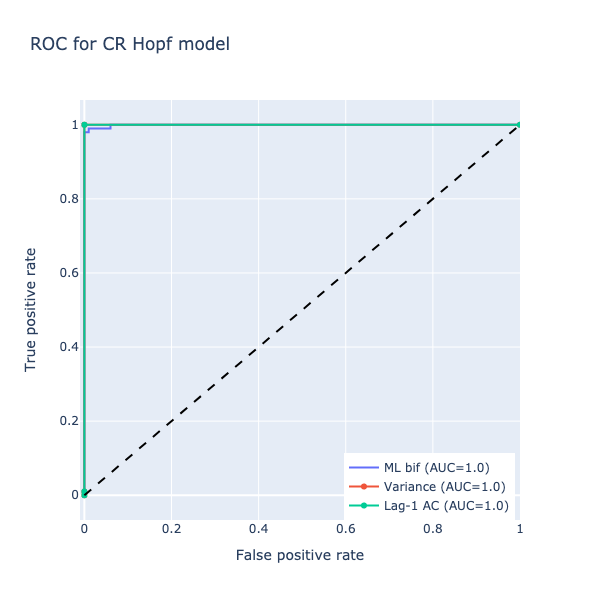 ROC for CR Hopf model
True positive rate
1
0.8
0.6
0.4
0.2
0
0
0.2
0.4
0.6
0.8
1
False positive rate
ML bif (AUC=1.0)
Variance (AUC=1.0)
Lag-1 AC (AUC=1.0)